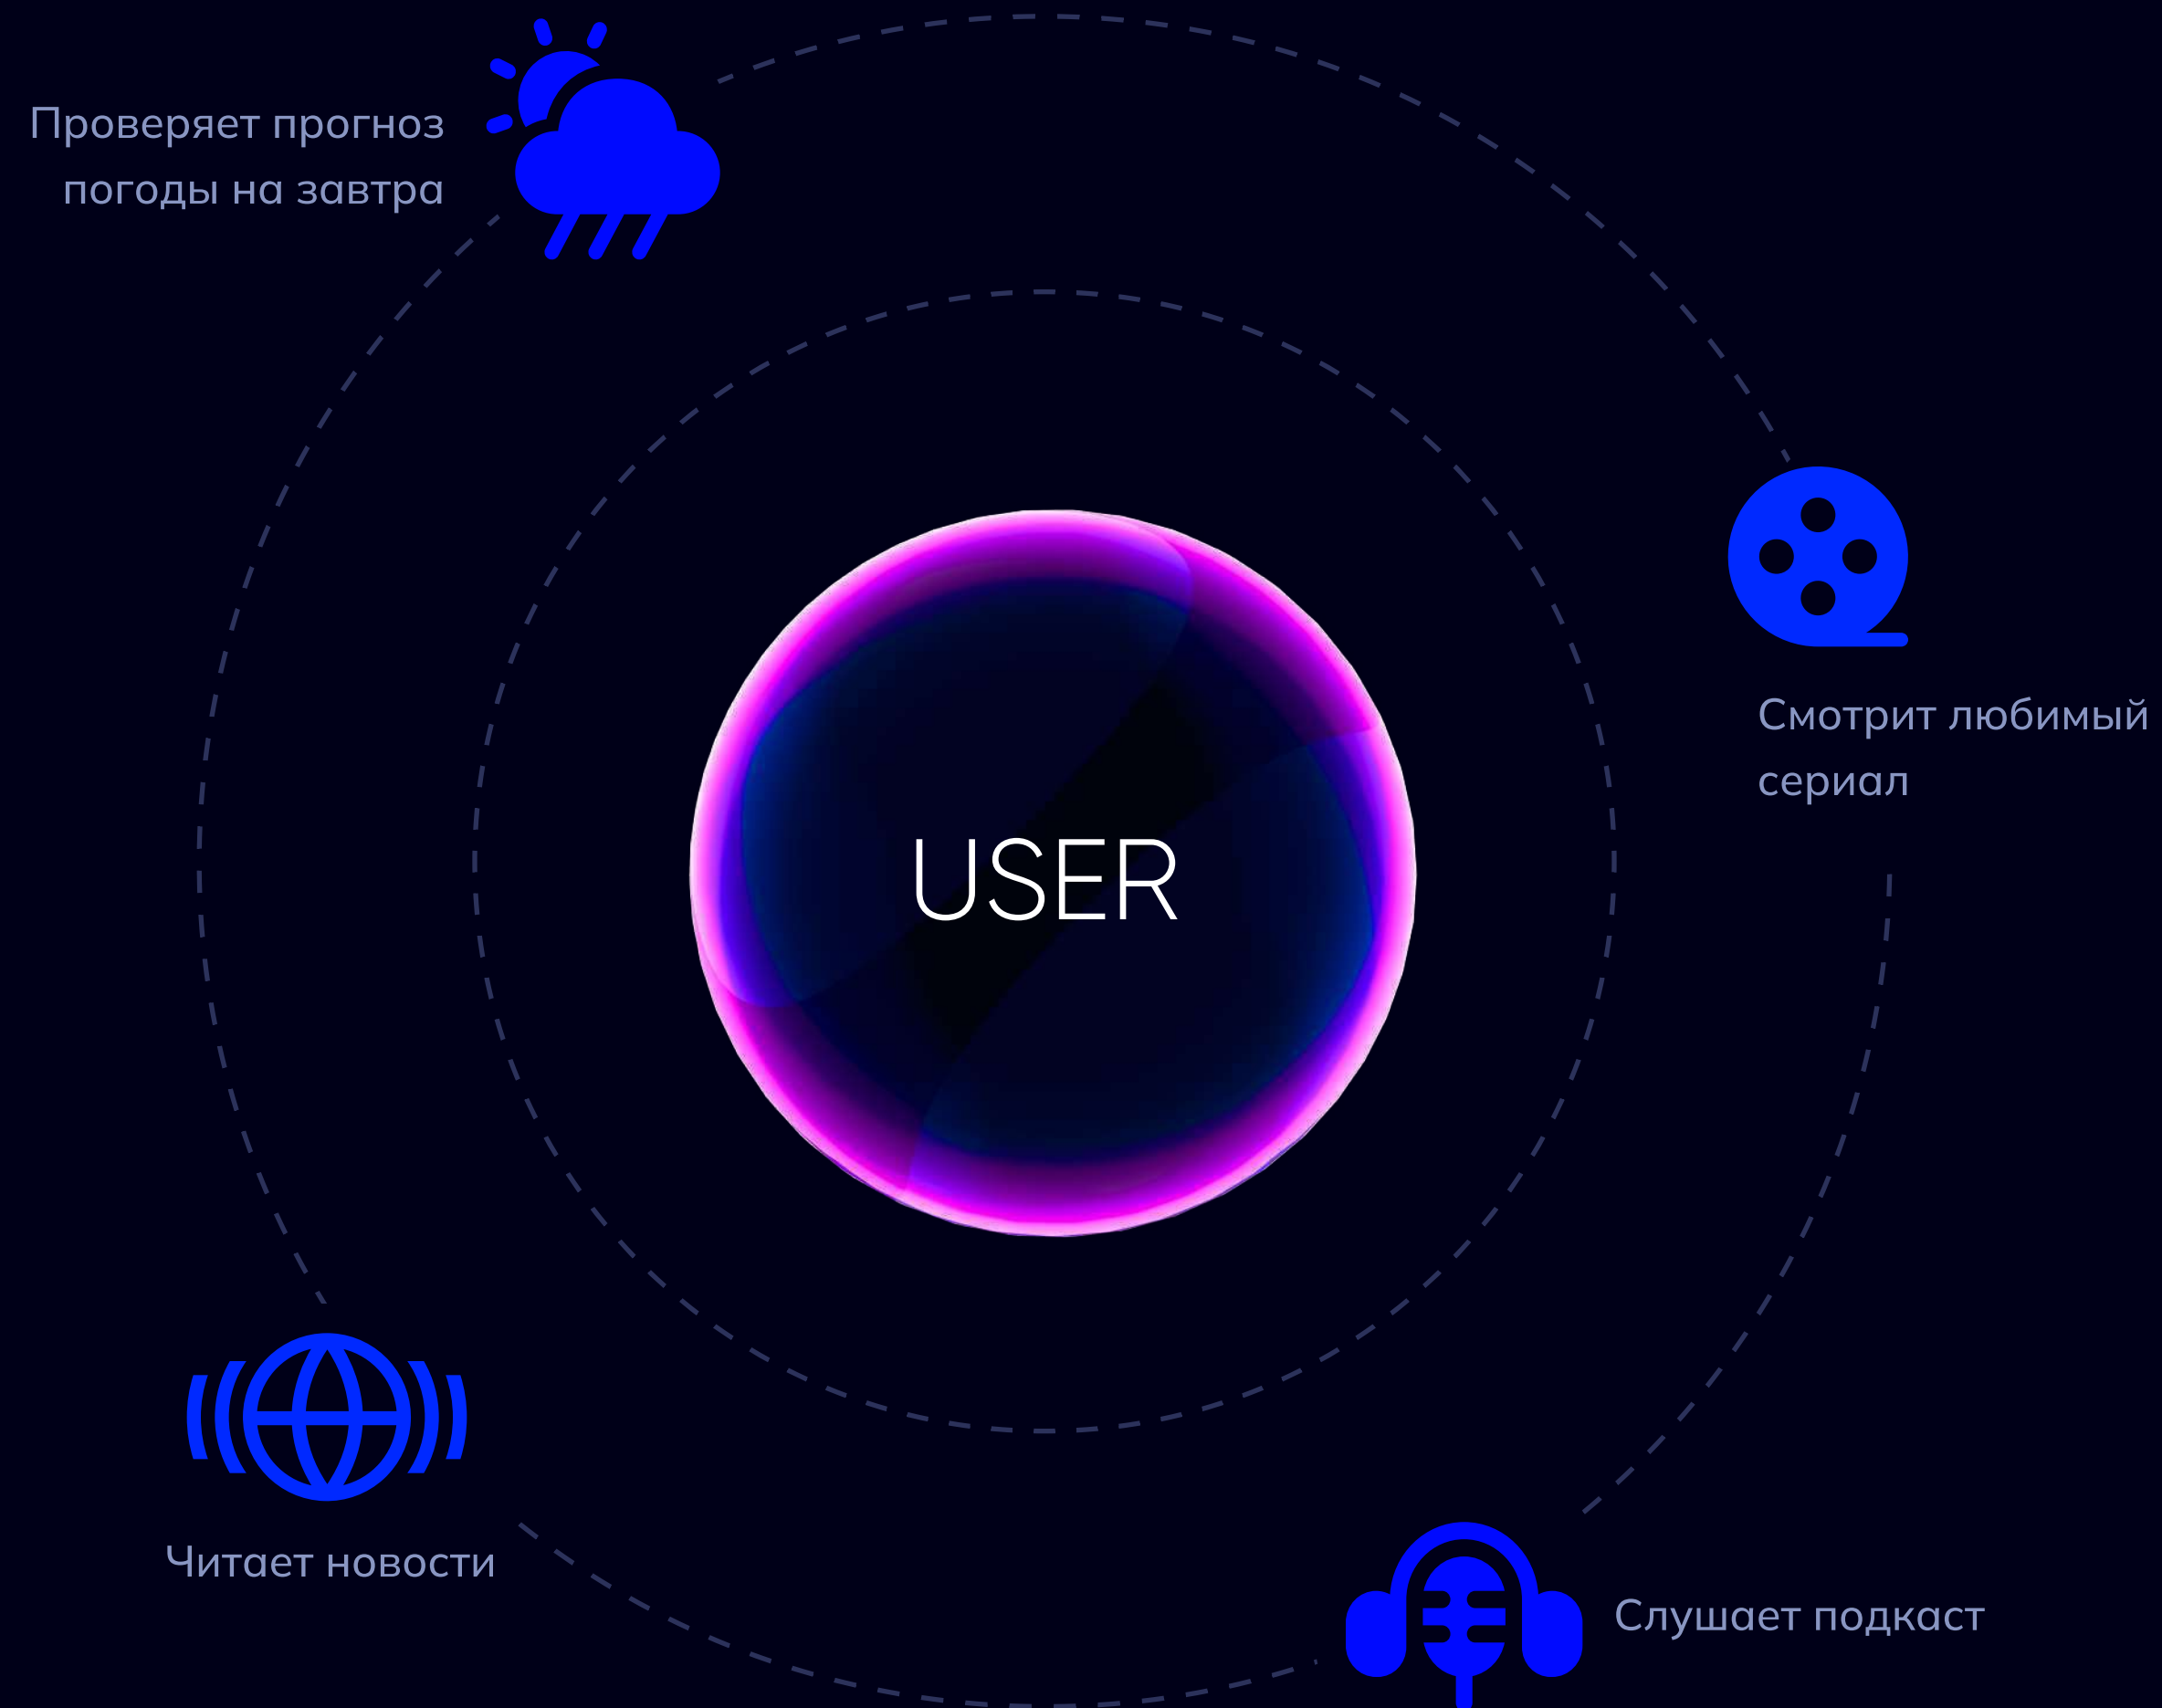 Проверяет прогноз
погоды на завтра
Смотрит любимый
сериал
USER
Читает новости
Слушает подкаст